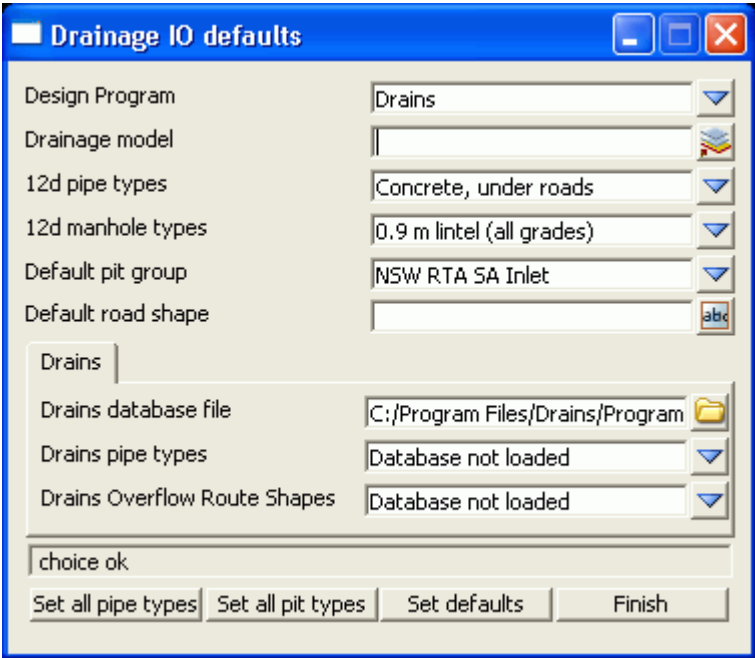 Drainage IO defaults
Design Program Drains
Drainage model
12d pipe types Concrete, under roads
12d manhole types 0.9 m lintel (all grades)
Default pit group NSW RTA SA Inlet
Default road shape abc
Drains
Drains database file C:/Program Files/Drains/Program
Drains pipe types Database not loaded
Drains Overflow Route Shapes Database not loaded
choice ok
Set all pipe types Set all pit types Set defaults Finish